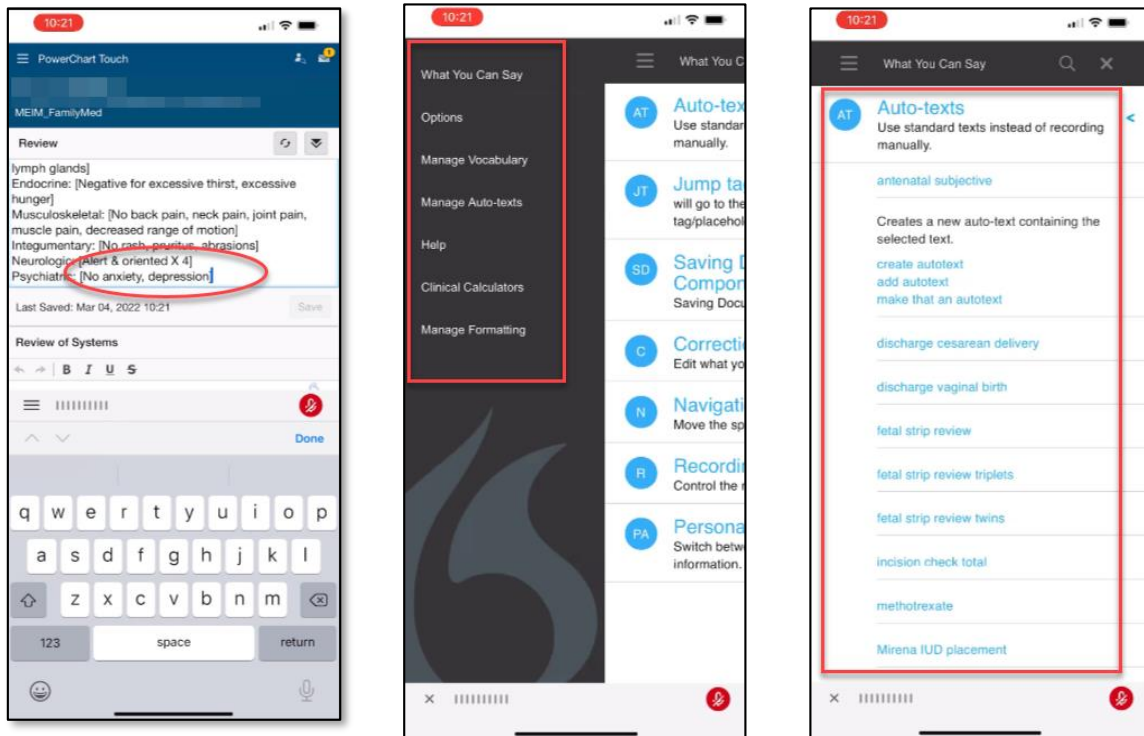 10:21
PowerChart Touch
1
MEIM_FamilyMed
Review
lymph glands]
Endocrine: [Negative for excessive thirst, excessive
hunger]
Musculoskeletal: [No back pain, neck pain, joint pain,
muscle pain, decreased range of motion]
Integumentary: [No rash, pruritus, abrasions]
Neurologic: [Alert & oriented X 4]
Psychiatric: [No anxiety, depression]
Last Saved: Mar 04, 2022 10:21
Save
Review of Systems
B I U S
Done
q w e r t y u i o p
a s d f g h j k l
z x c v b n m
123 space return
10:21
What You Can Say
Options
Manage Vocabulary
Manage Auto-texts
Help
Clinical Calculators
Manage Formatting
What You C
AT Auto-tex
Use standar
manually.
JT Jump ta
will go to the
tag/placehol
SD Saving D
Compon
Saving Docu
C Correctio
Edit what yo
N Navigati
Move the sp
R Recordin
Control the r
PA Persona
Switch betwe
information.
10:21
What You Can Say
AT Auto-texts
Use standard texts instead of recording
manually.
antenatal subjective
Creates a new auto-text containing the
selected text.
create autotext
add autotext
make that an autotext
discharge cesarean delivery
discharge vaginal birth
fetal strip review
fetal strip review triplets
fetal strip review twins
incision check total
methotrexate
Mirena IUD placement